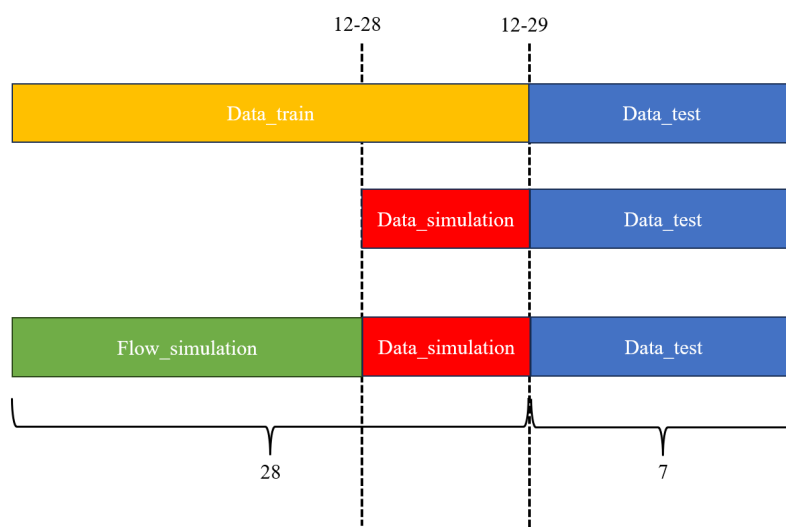 12-28
12-29
Data_train
Data_test
Data_simulation
Data_test
Flow_simulation
Data_simulation
Data_test
28
7